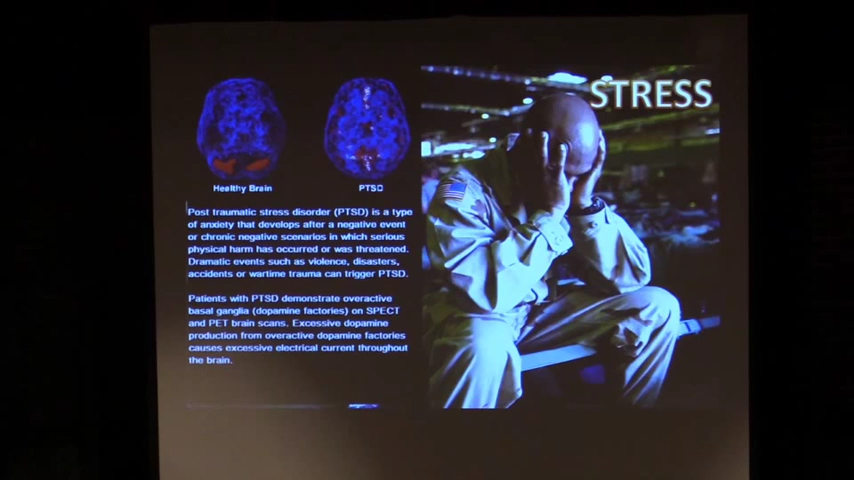 STRESS
Healthy Brain
PTSD
Post traumatic stress disorder (PTSD) is a type
of anxiety that develops after a negative event
or chronic negative scenarios in which serious
physical harm has occurred or was threatened.
Dramatic events such as violence, disasters,
accidents or wartime trauma can trigger PTSD.
Patients with PTSD demonstrate overactive
basal ganglia (dopamine factories) on SPECT
and PET brain scans. Excessive dopamine
production from overactive dopamine factories
causes excessive electrical current throughout
the brain.